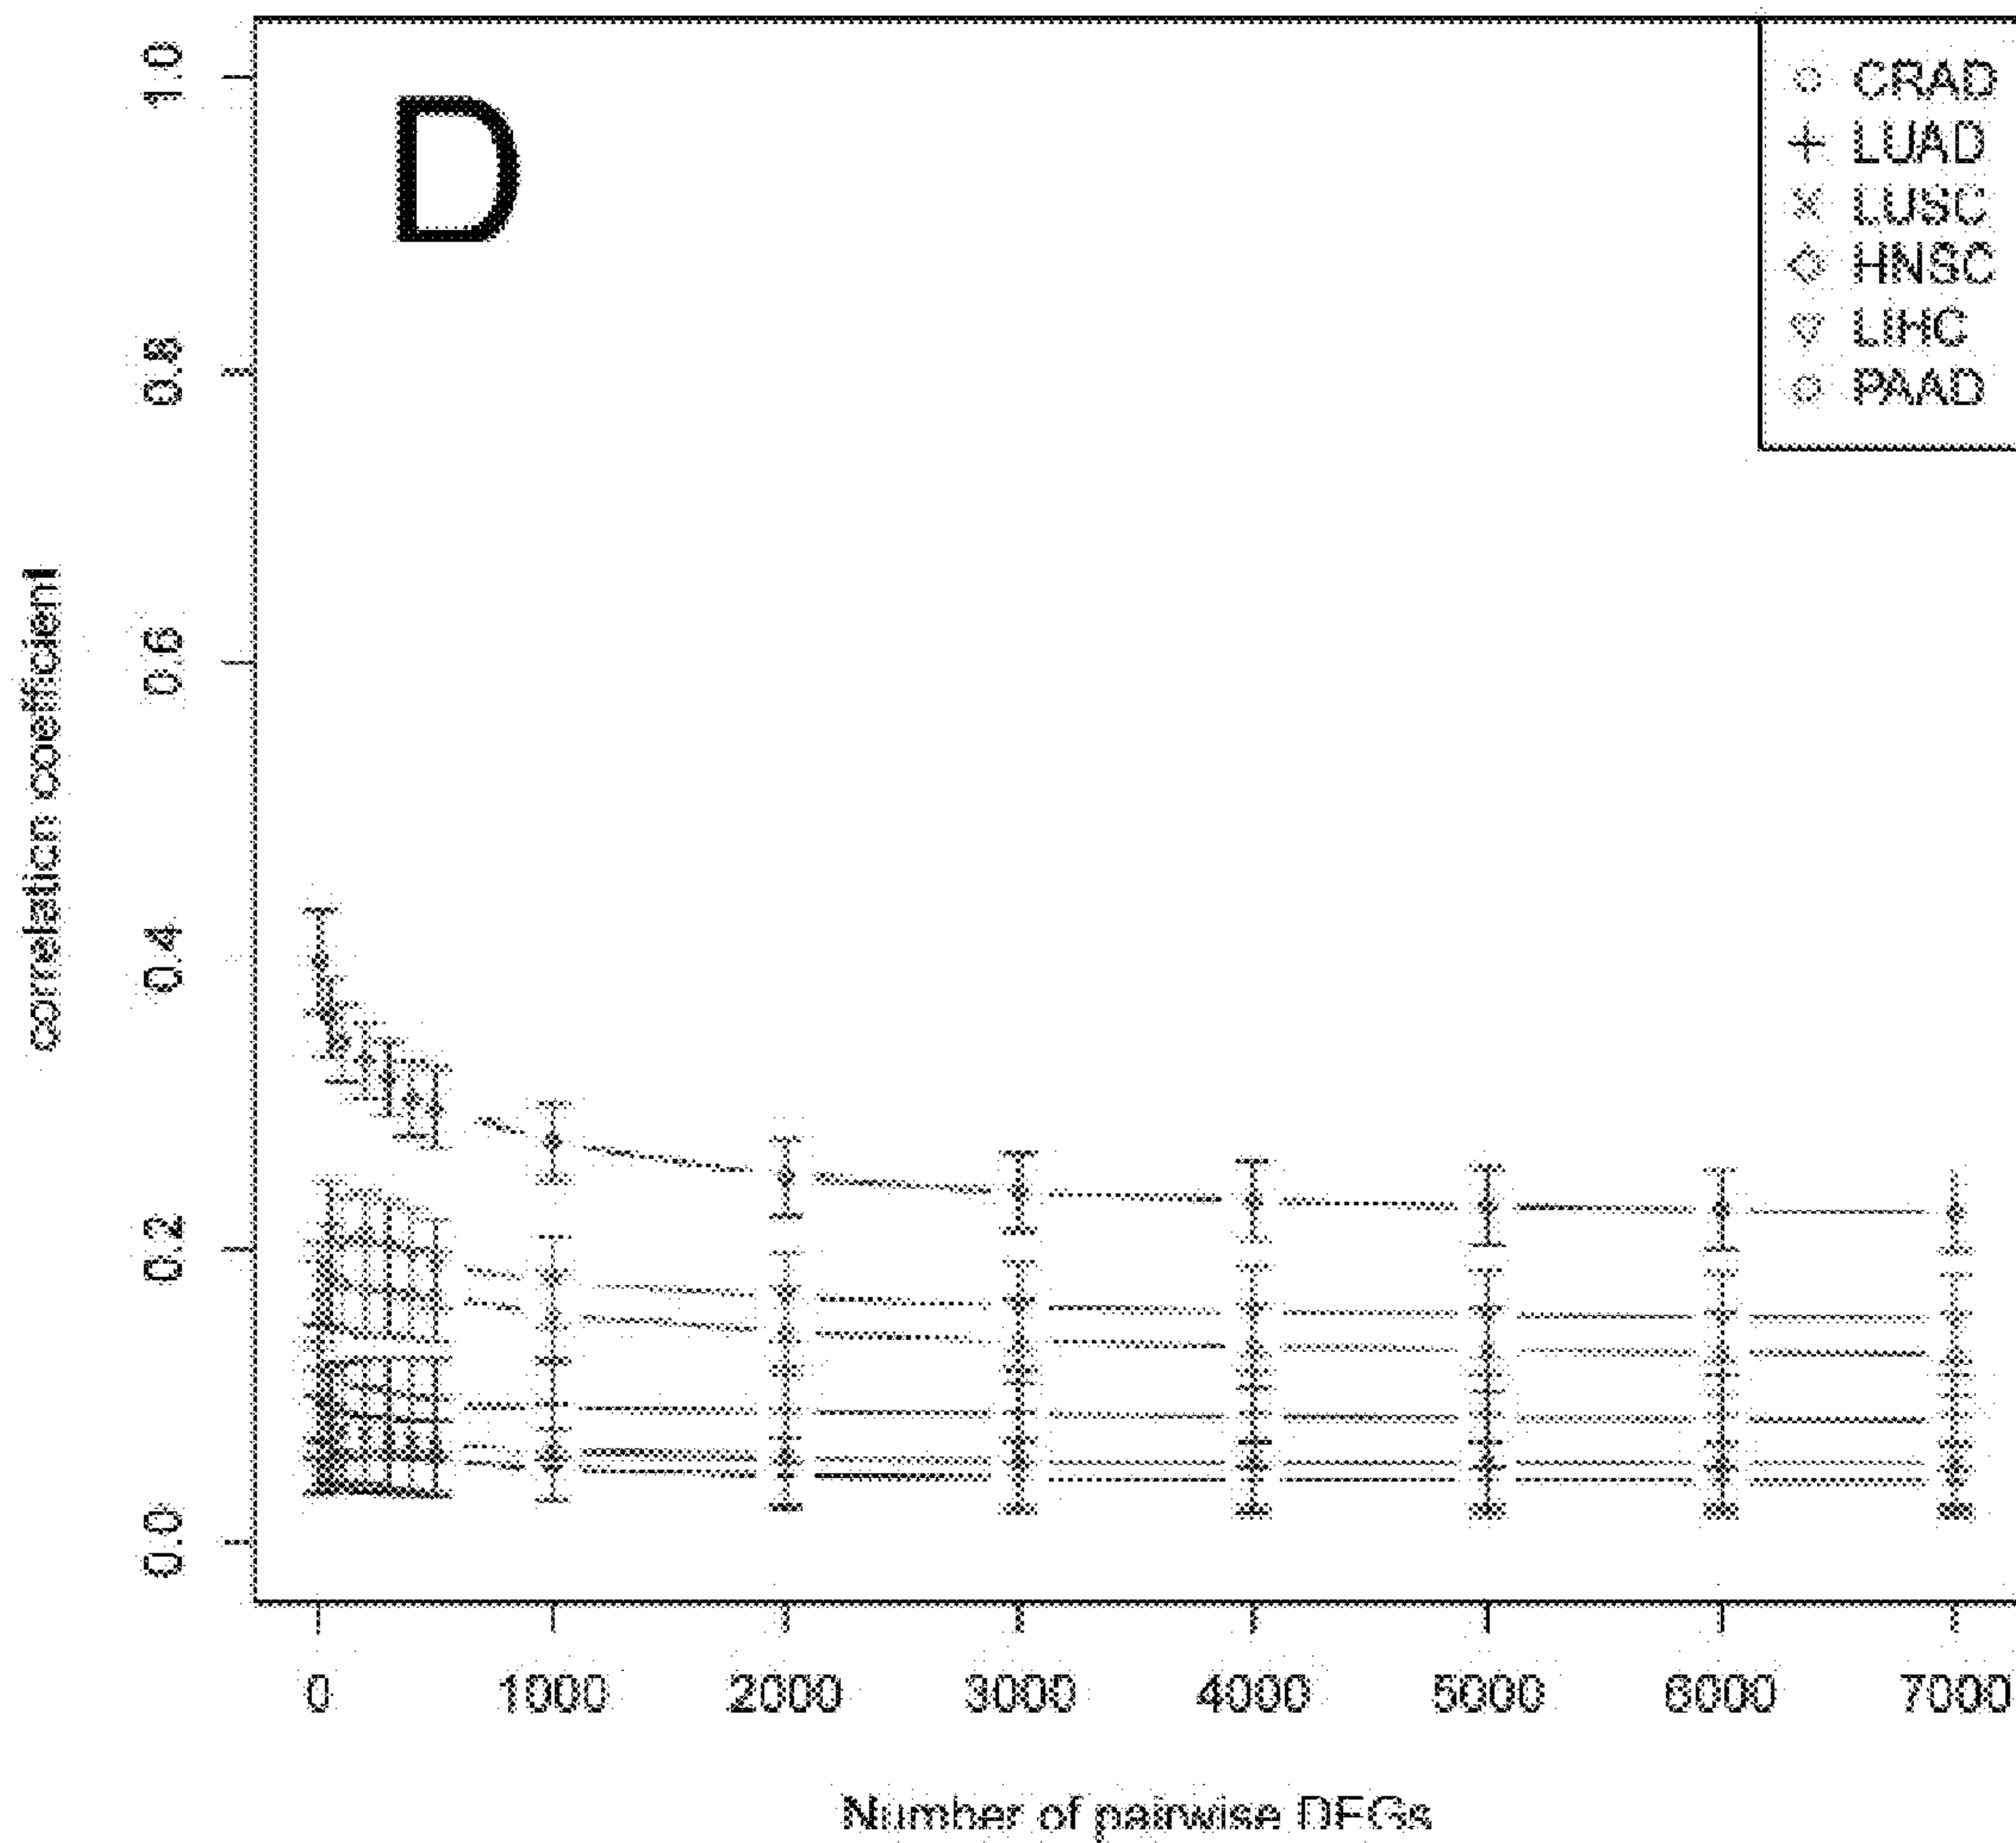 D
CRAD
LUAD
LUSC
HNSC
LIHC
PAAD
1.0
0.8
0.6
0.4
0.2
0.0
correlation coefficient
0 1000 2000 3000 4000 5000 6000 7000
Number of pairwise DEGs